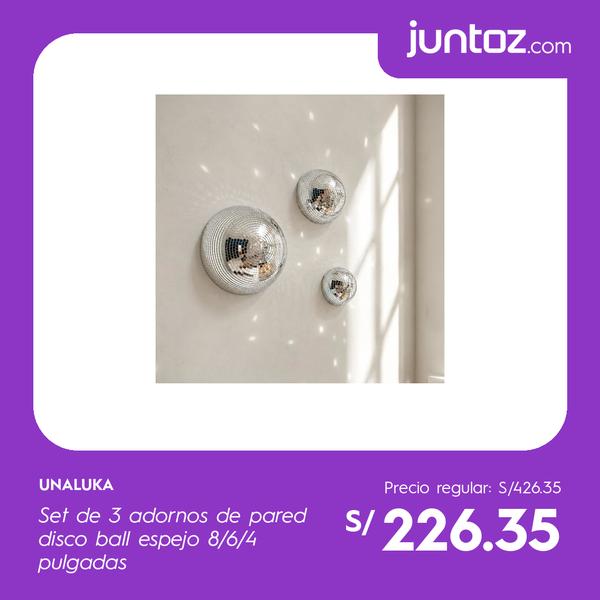 juntoz.com
UNALUKA
Set de 3 adornos de pared
disco ball espejo 8/6/4
pulgadas
Precio regular: S/426.35
S/ 226.35